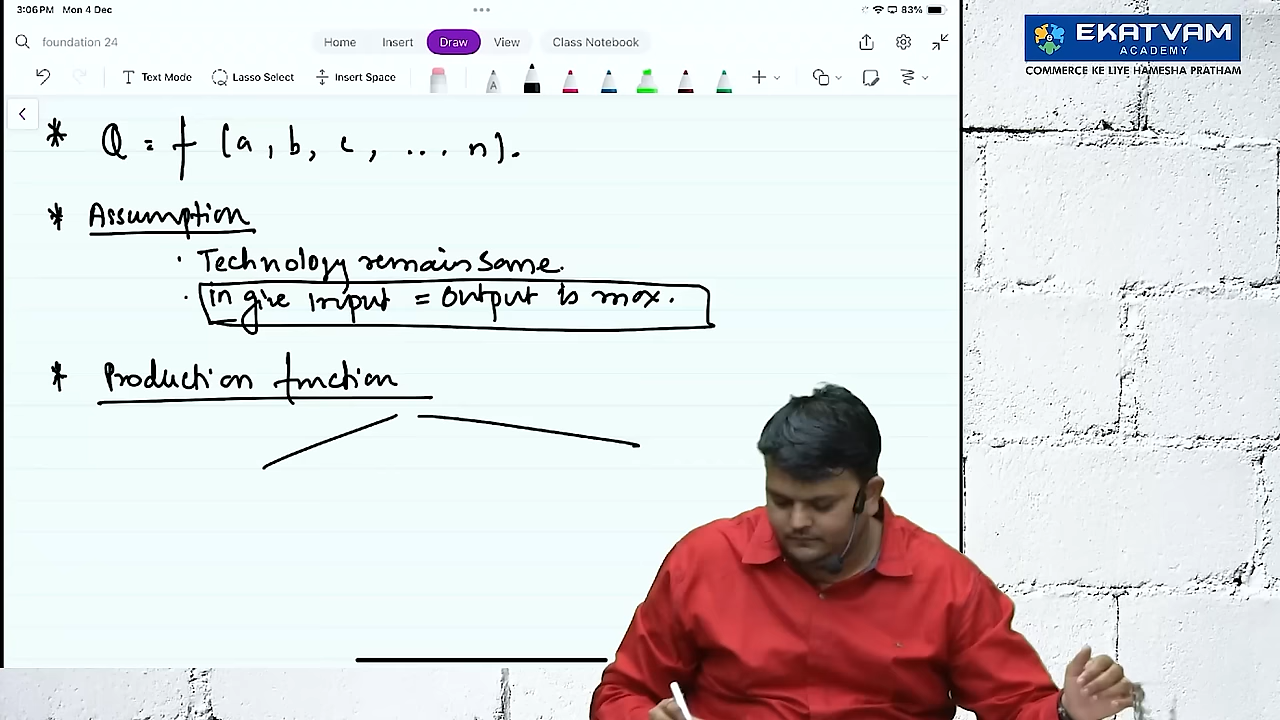 3:06 PM Mon 4 Dec
83%
foundation 24
Home Insert Draw View Class Notebook
Text Mode Lasso Select Insert Space
EKATVAM
ACADEMY
COMMERCE KE LIYE HAMESHA PRATHAM
* Q = f (a, b, c, ... n).
* Assumption
· Technology remain same.
· in give input = output is max.
* Production function